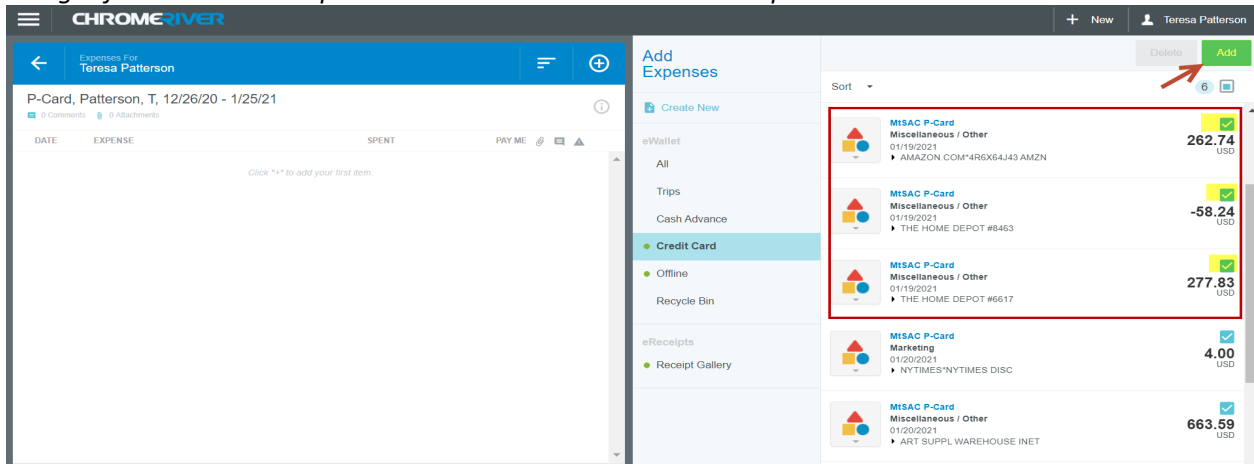 CHROMERIVER
+ New
Teresa Patterson
Expenses For
Teresa Patterson
P-Card, Patterson, T, 12/26/20 - 1/25/21
0 Comments 0 Attachments
DATE EXPENSE SPENT PAY ME
Click "+" to add your first item.
Add
Expenses
Create New
eWallet
All
Trips
Cash Advance
Credit Card
Offline
Recycle Bin
eReceipts
Receipt Gallery
Delete Add
Sort 6
MtSAC P-Card
Miscellaneous / Other
01/19/2021
AMAZON.COM*4R6X64J43 AMZN
262.74
USD
MtSAC P-Card
Miscellaneous / Other
01/19/2021
THE HOME DEPOT #8463
-58.24
USD
MtSAC P-Card
Miscellaneous / Other
01/19/2021
THE HOME DEPOT #6617
277.83
USD
MtSAC P-Card
Marketing
01/20/2021
NYTIMES*NYTIMES DISC
4.00
USD
MtSAC P-Card
Miscellaneous / Other
01/20/2021
ART SUPPL WAREHOUSE INET
663.59
USD